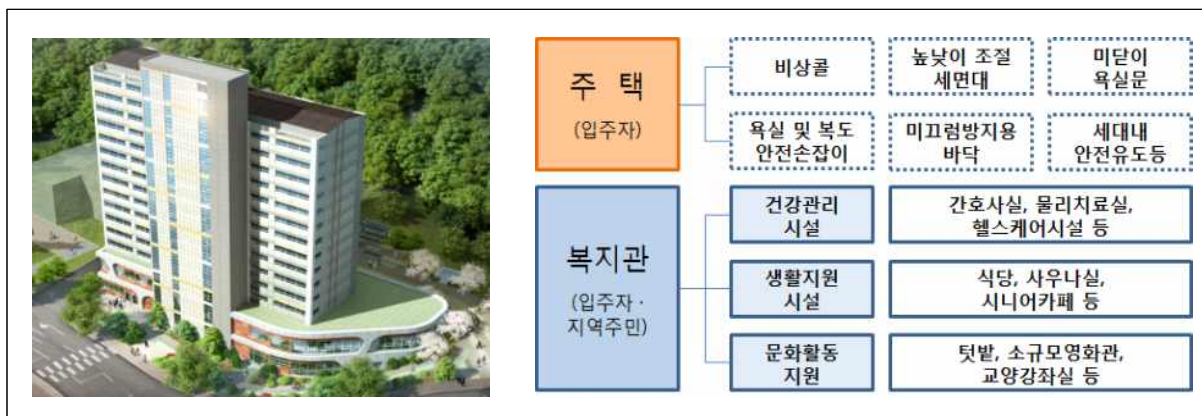 주 택
(입주자)
비상콜
높낮이 조절
세면대
미닫이
욕실문
욕실 및 복도
안전손잡이
미끄럼방지용
바닥
세대내
안전유도등
복지관
(입주자 ·
지역주민)
건강관리
시설
간호사실, 물리치료실,
헬스케어시설 등
생활지원
시설
식당, 사우나실,
시니어카페 등
문화활동
지원
텃밭, 소규모영화관,
교양강좌실 등